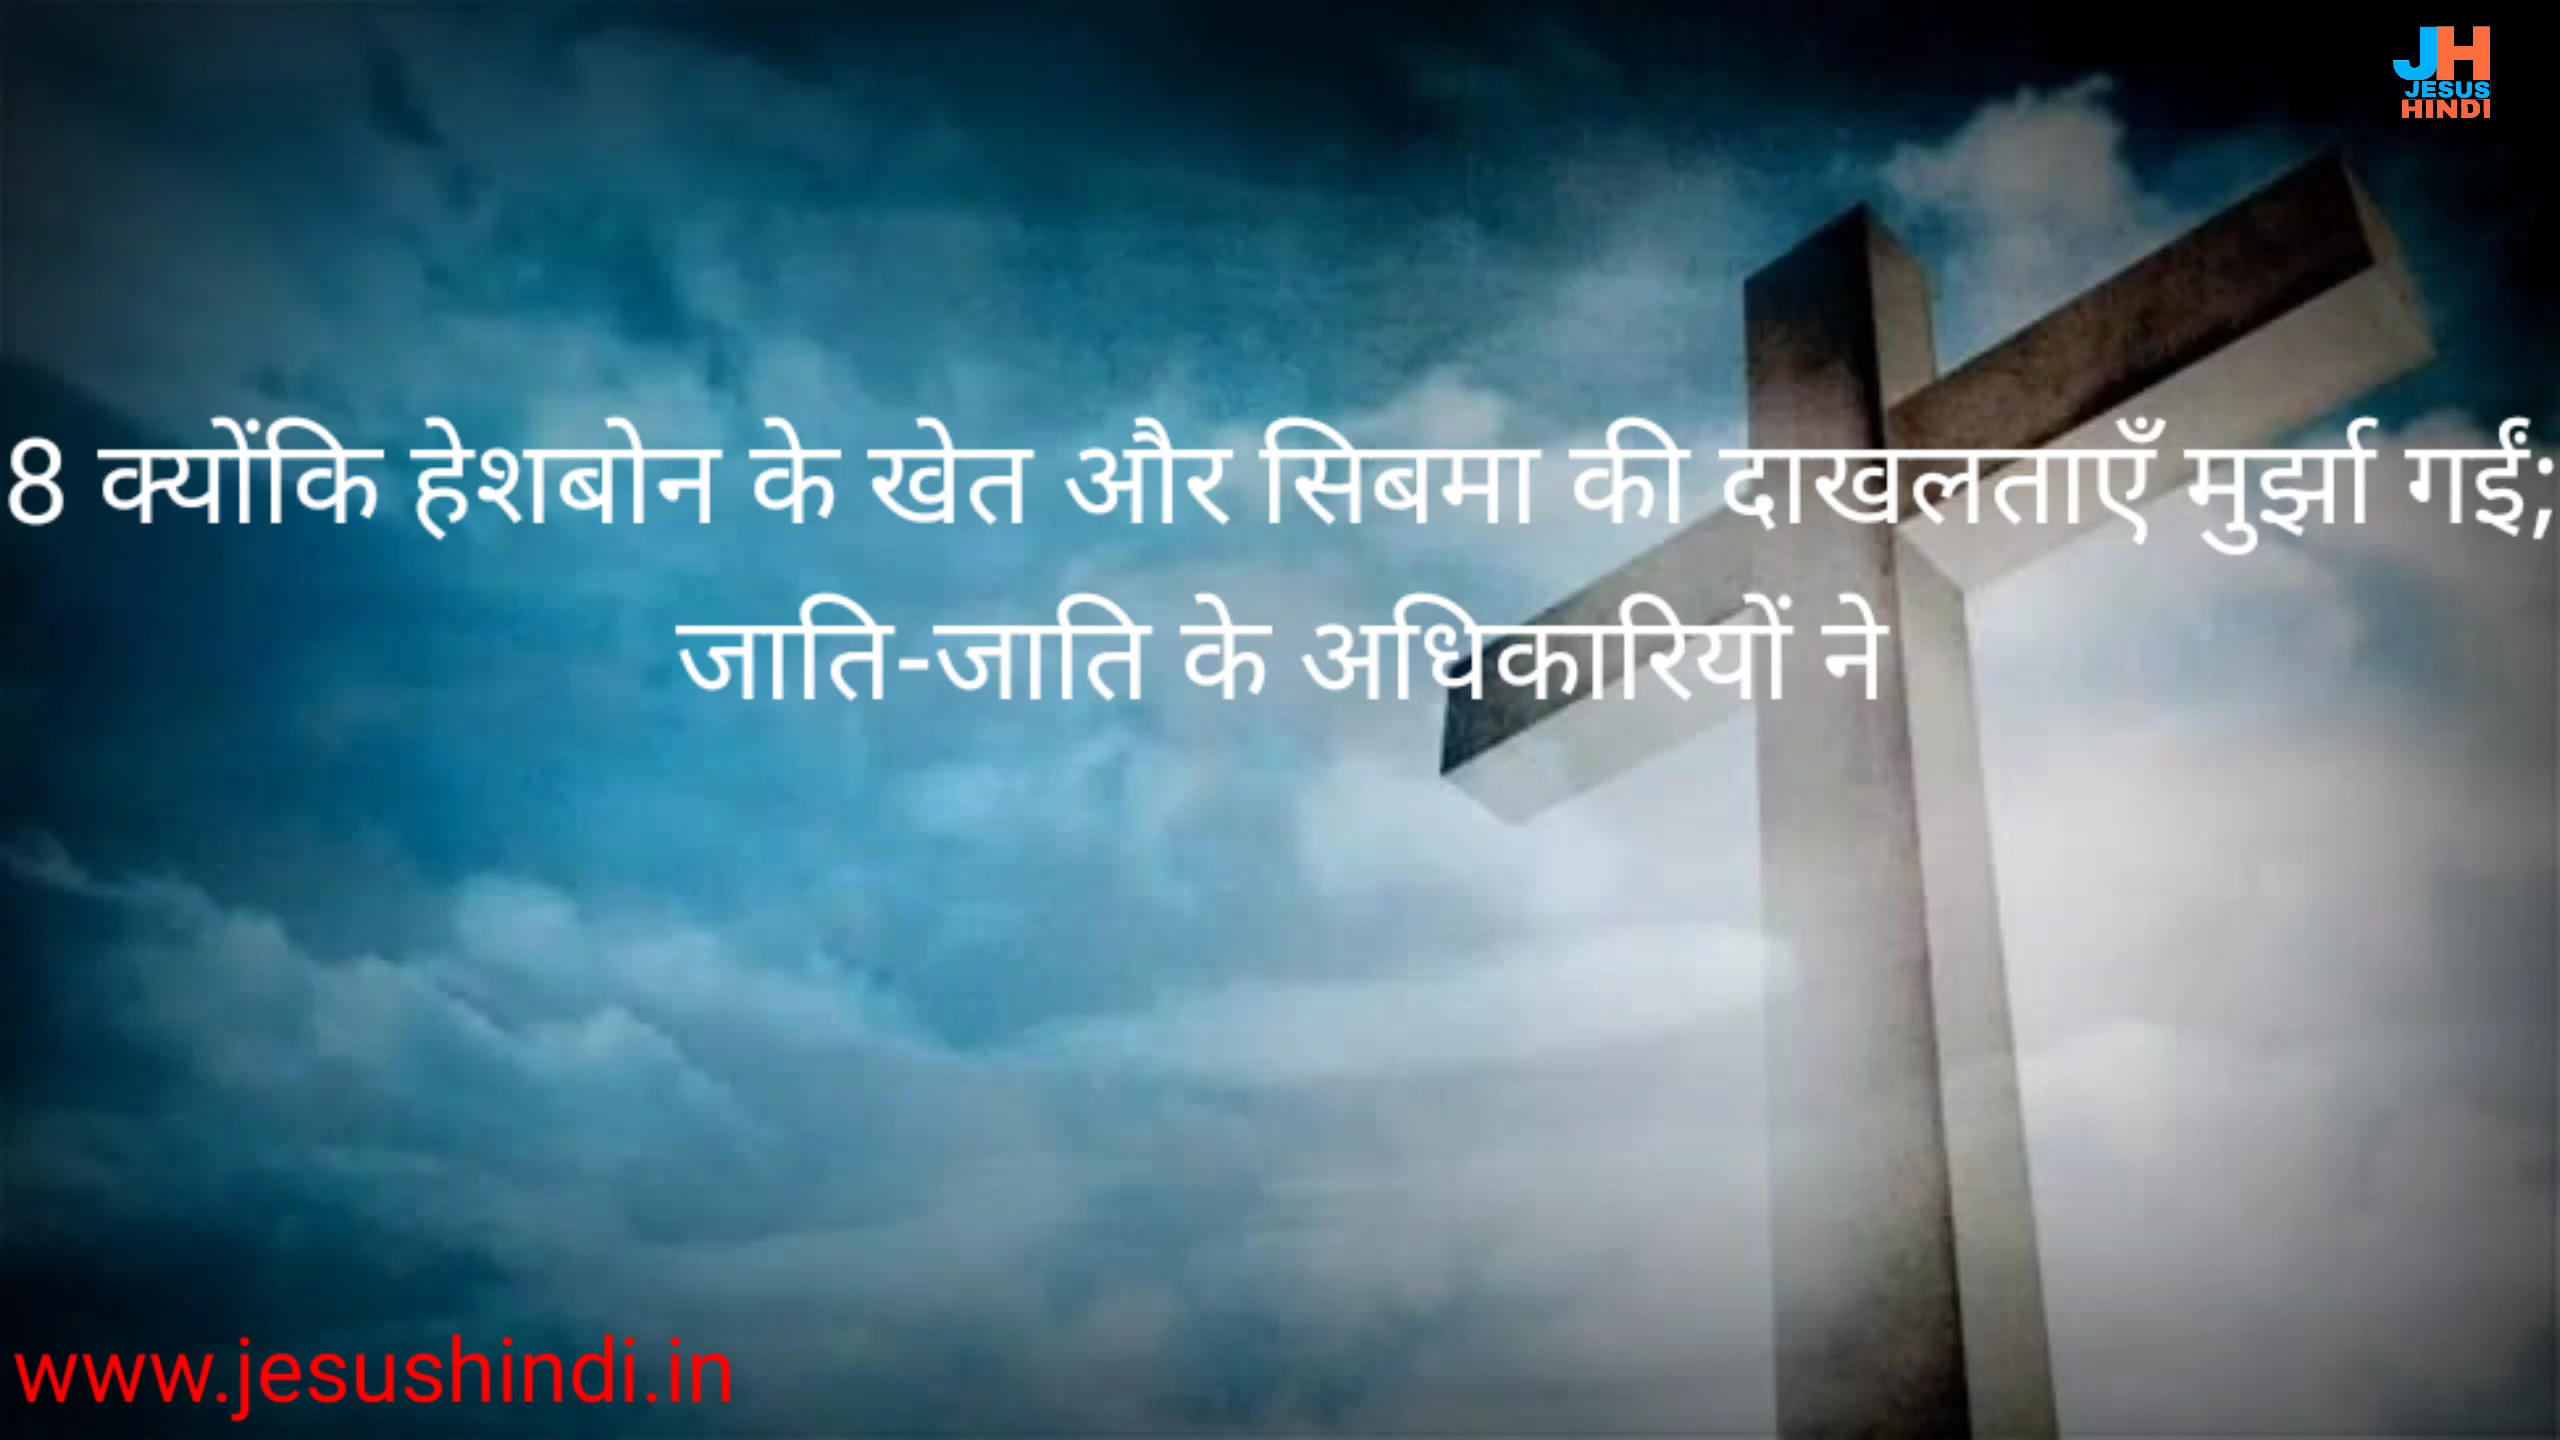 JH
JESUS
HINDI
8 क्योंकि हेशबोन के खेत और सिबमा की दाखलताएँ मुर्झा गईं;
जाति-जाति के अधिकारियों ने
www.jesushindi.in